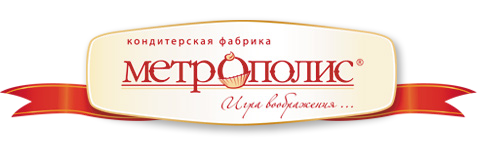 кондитерская фабрика
метрополис®
Игра воображения ...